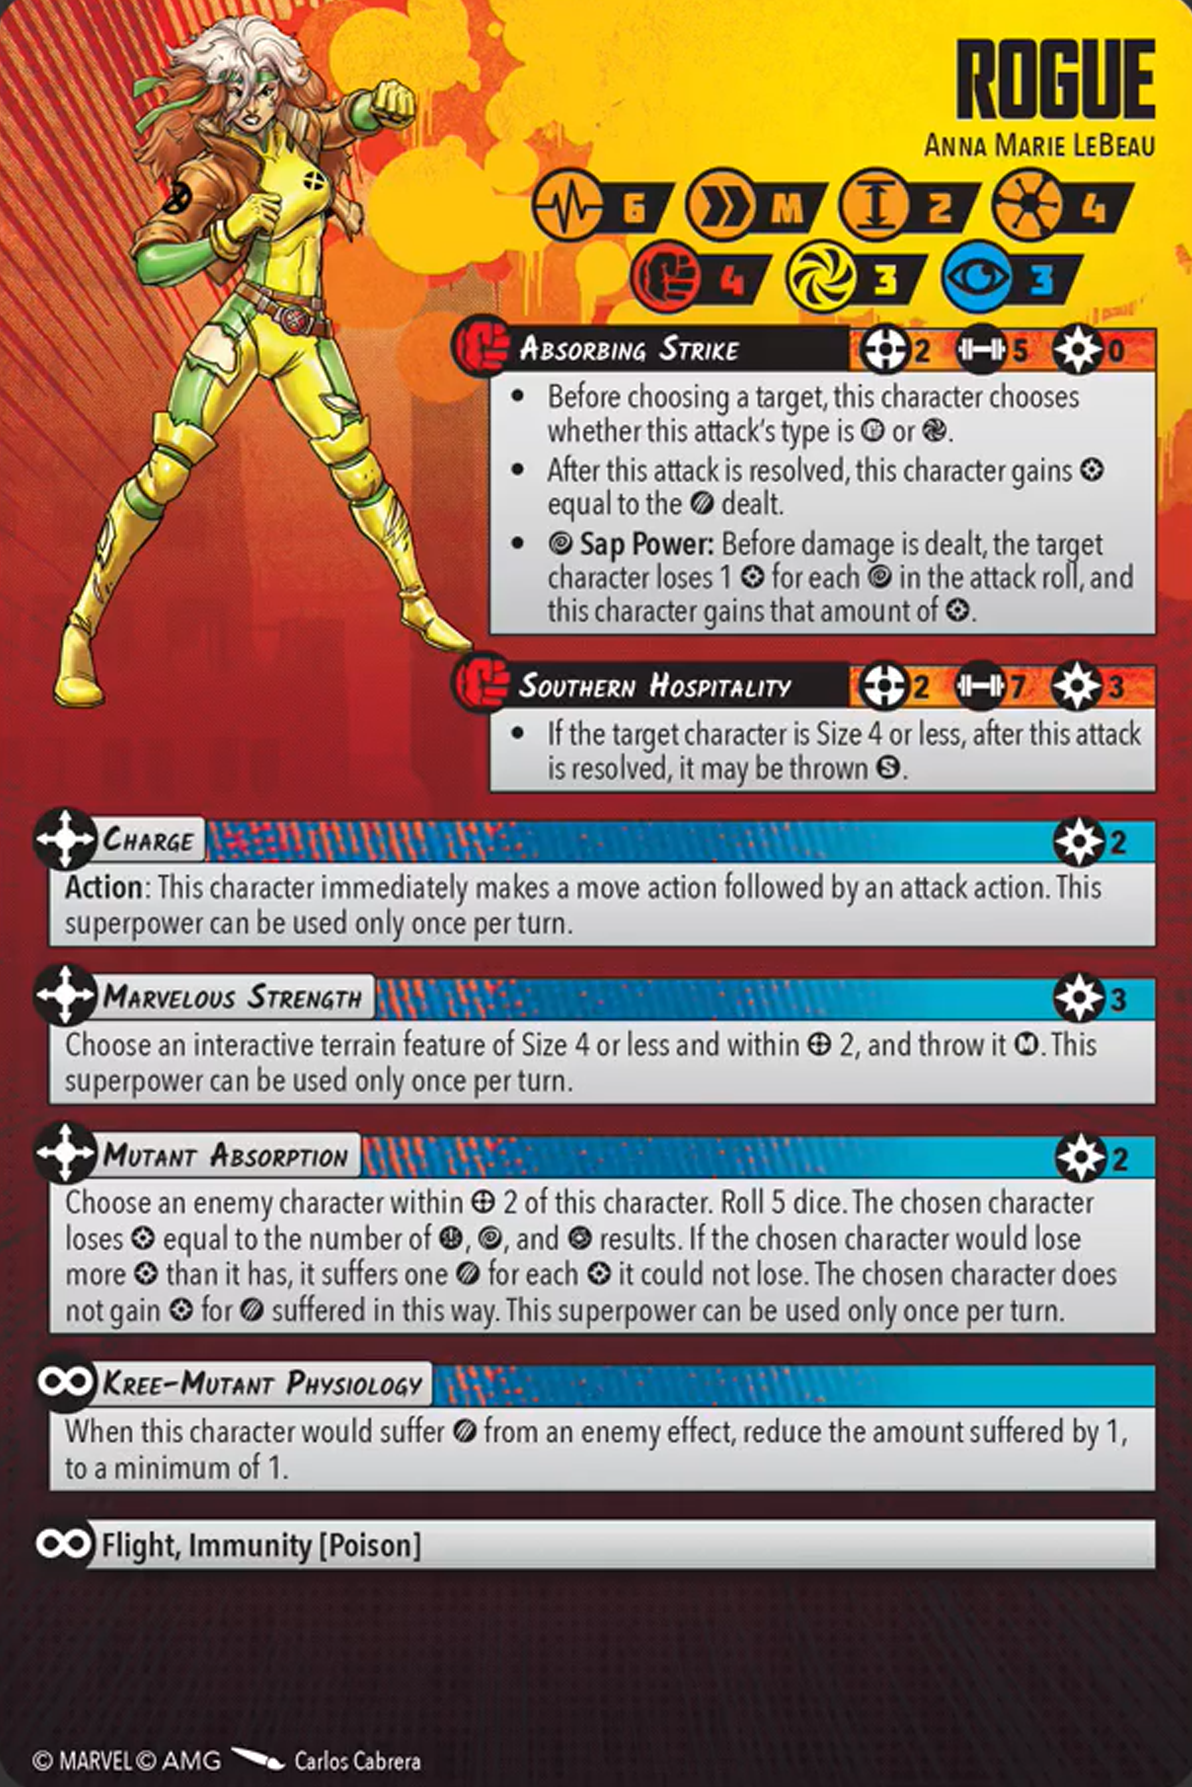 ROGUE
ANNA MARIE LEBEAU
6 M 2 4
4 3 3
ABSORBING STRIKE 2 5 0
• Before choosing a target, this character chooses
whether this attack's type is or .
• After this attack is resolved, this character gains
equal to the dealt.
• Sap Power: Before damage is dealt, the target
character loses 1 for each in the attack roll, and
this character gains that amount of .
SOUTHERN HOSPITALITY 2 7 3
• If the target character is Size 4 or less, after this attack
is resolved, it may be thrown S.
CHARGE 2
Action: This character immediately makes a move action followed by an attack action. This
superpower can be used only once per turn.
MARVELOUS STRENGTH 3
Choose an interactive terrain feature of Size 4 or less and within 2, and throw it M. This
superpower can be used only once per turn.
MUTANT ABSORPTION 2
Choose an enemy character within 2 of this character. Roll 5 dice. The chosen character
loses equal to the number of , , and results. If the chosen character would lose
more than it has, it suffers one for each it could not lose. The chosen character does
not gain for suffered in this way. This superpower can be used only once per turn.
KREE-MUTANT PHYSIOLOGY
When this character would suffer from an enemy effect, reduce the amount suffered by 1,
to a minimum of 1.
Flight, Immunity [Poison]
© MARVEL © AMG Carlos Cabrera